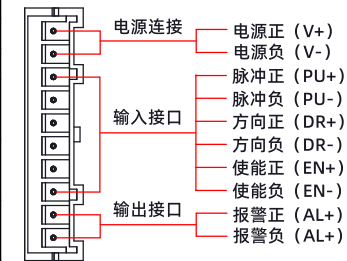 电源连接
电源正（V+）
电源负（V-）
输入接口
脉冲正（PU+）
脉冲负（PU-）
方向正（DR+）
方向负（DR-）
使能正（EN+）
使能负（EN-）
输出接口
报警正（AL+）
报警负（AL+）